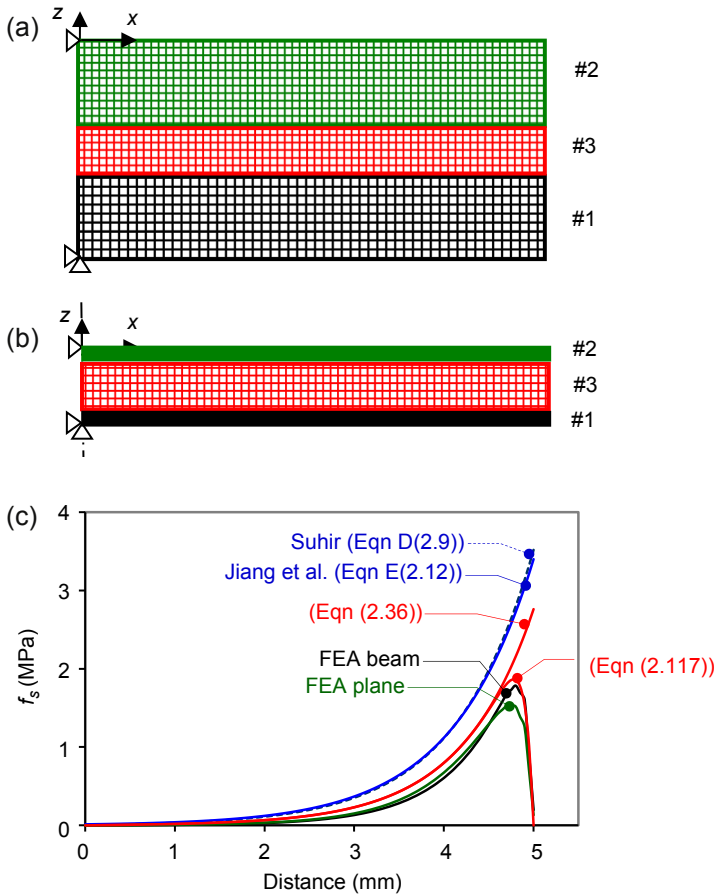 (a)
z
x
#2
#3
#1
(b)
z
x
#2
#3
#1
(c)
4
3
2
1
0
f_s (MPa)
Suhir (Eqn D(2.9))
Jiang et al. (Eqn E(2.12))
(Eqn (2.36))
FEA beam
(Eqn (2.117))
FEA plane
0 1 2 3 4 5
Distance (mm)